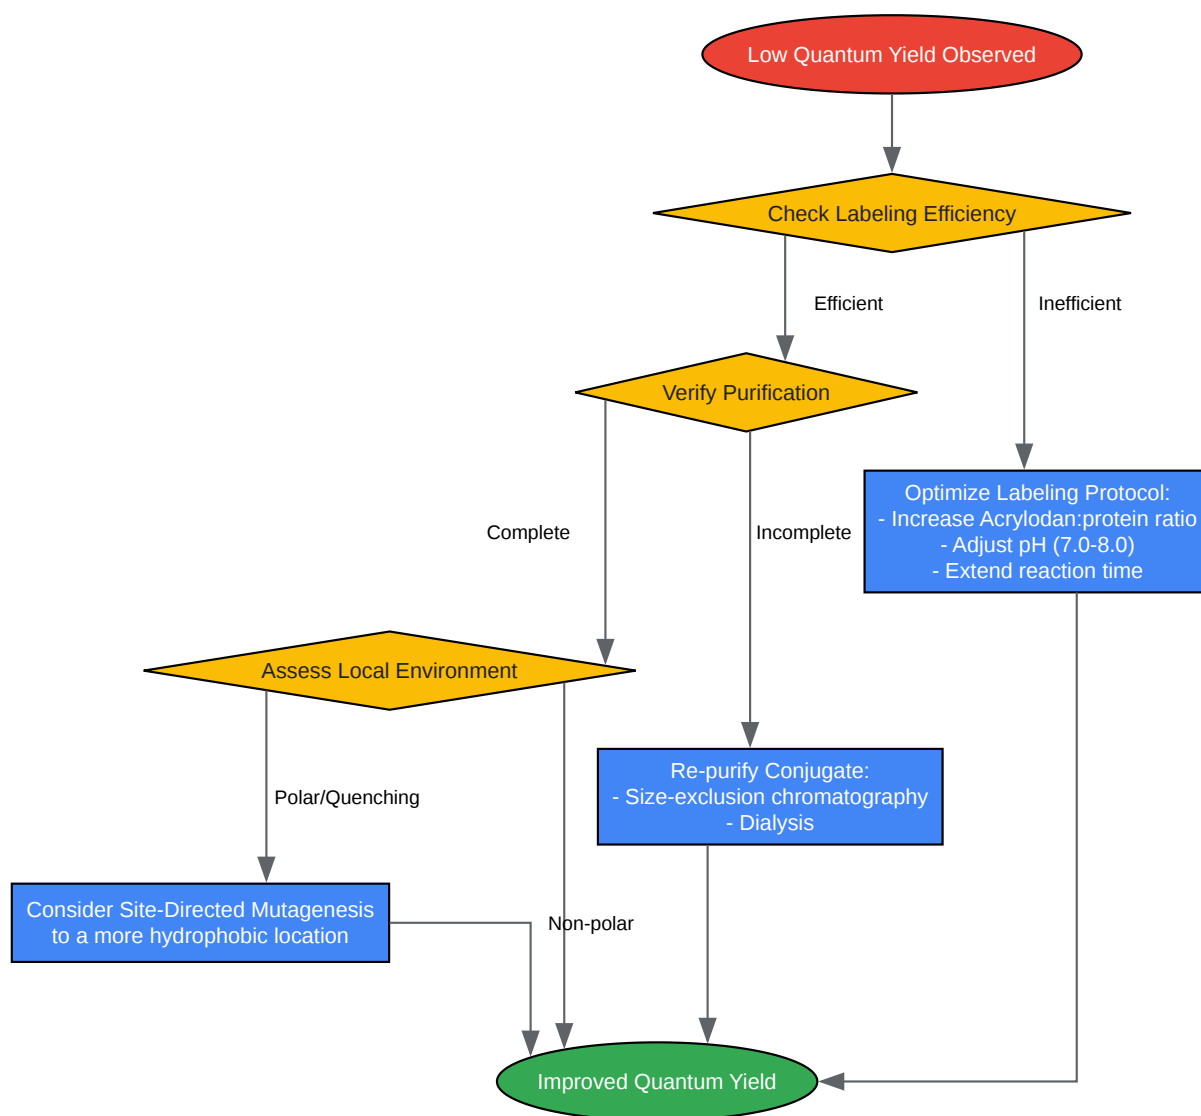 Low Quantum Yield Observed
Check Labeling Efficiency
Efficient
Inefficient
Verify Purification
Optimize Labeling Protocol:
- Increase Acrylodan:protein ratio
- Adjust pH (7.0-8.0)
- Extend reaction time
Complete
Incomplete
Assess Local Environment
Re-purify Conjugate:
- Size-exclusion chromatography
- Dialysis
Polar/Quenching
Consider Site-Directed Mutagenesis
to a more hydrophobic location
Non-polar
Improved Quantum Yield